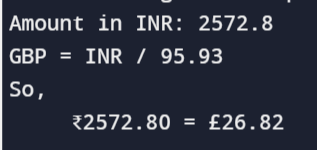 Amount in INR: 2572.8
GBP = INR / 95.93
So,
₹2572.80 = £26.82